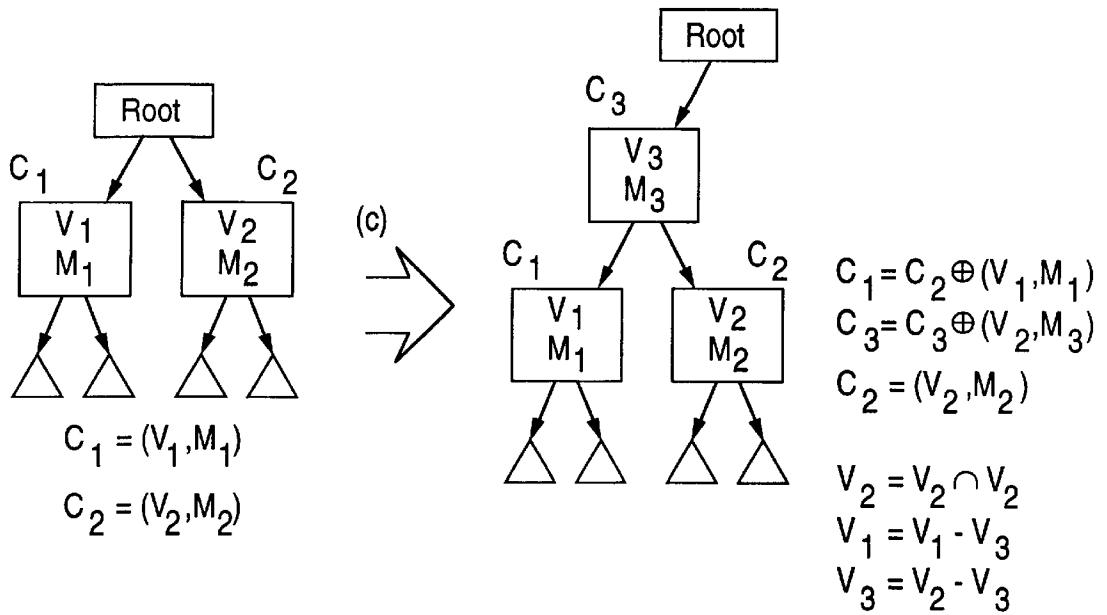 Root
C₁ C₂
V₁ V₂
M₁ M₂
C₁ = (V₁,M₁)
C₂ = (V₂,M₂)
(c)
Root
C₃
V₃
M₃
C₁ C₂
V₁ V₂
M₁ M₂
C₁ = C₂ ⊕ (V₁,M₁)
C₃ = C₃ ⊕ (V₂,M₃)
C₂ = (V₂,M₂)
V₂ = V₂ ∩ V₂
V₁ = V₁ - V₃
V₃ = V₂ - V₃